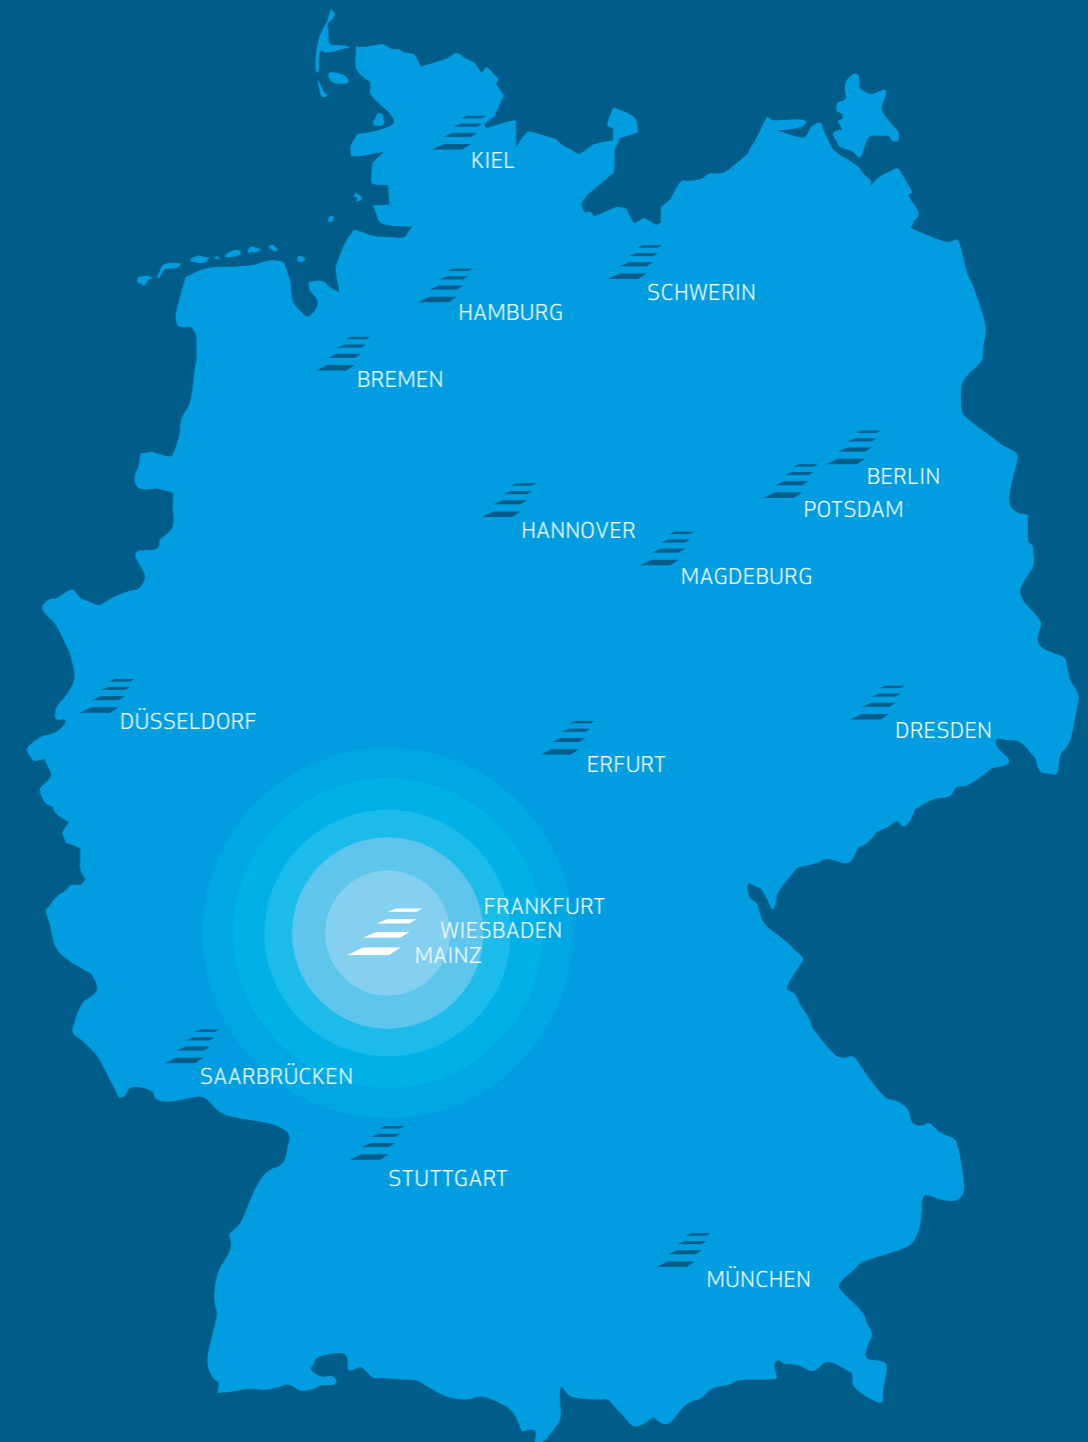 KIEL
SCHWERIN
HAMBURG
BREMEN
BERLIN
POTSDAM
HANNOVER
MAGDEBURG
DÜSSELDORF
DRESDEN
ERFURT
FRANKFURT
WIESBADEN
MAINZ
SAARBRÜCKEN
STUTTGART
MÜNCHEN